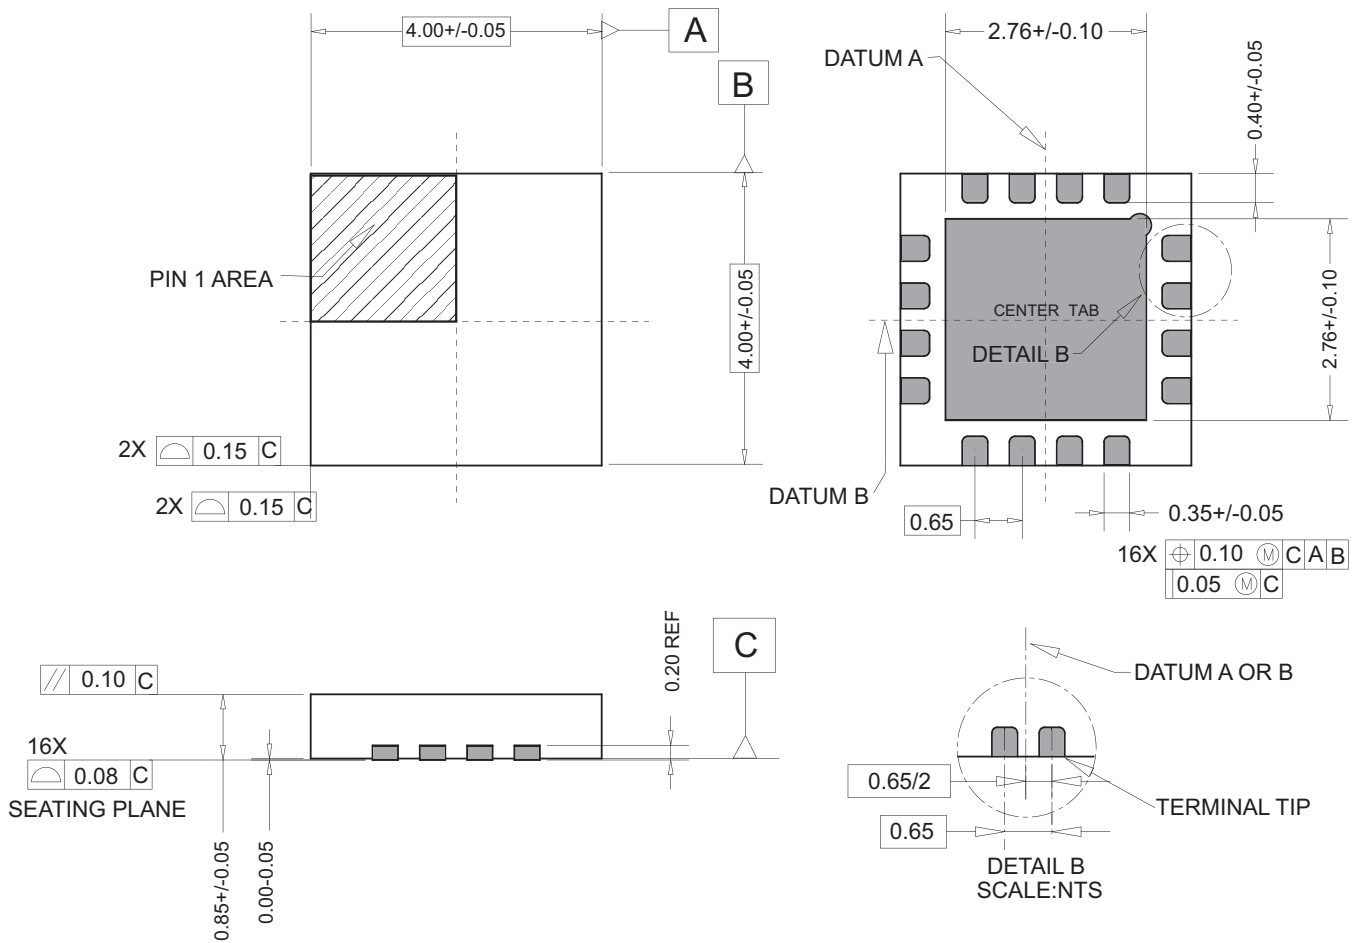 4.00+/-0.05
A
B
PIN 1 AREA
4.00+/-0.05
2X 0.15 C
2X 0.15 C
2.76+/-0.10
DATUM A
0.40+/-0.05
CENTER TAB
DETAIL B
2.76+/-0.10
DATUM B
0.65
0.35+/-0.05
16X ⌖ 0.10 Ⓜ C A B
0.05 Ⓜ C
// 0.10 C
16X
⌓ 0.08 C
SEATING PLANE
0.85+/-0.05
0.00-0.05
0.20 REF
C
DATUM A OR B
0.65/2
TERMINAL TIP
0.65
DETAIL B
SCALE:NTS